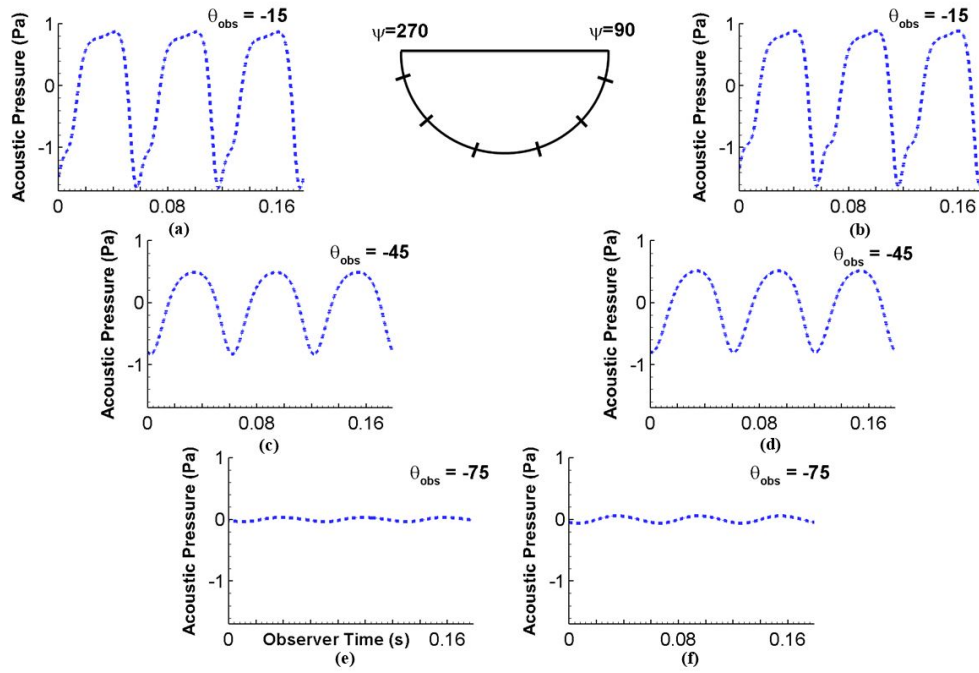 θobs = -15
Acoustic Pressure (Pa)
1
0
-1
0
0.08
0.16
(a)
ψ=270
ψ=90
θobs = -15
Acoustic Pressure (Pa)
1
0
-1
0
0.08
0.16
(b)
θobs = -45
Acoustic Pressure (Pa)
1
0
-1
0
0.08
0.16
(c)
θobs = -45
Acoustic Pressure (Pa)
1
0
-1
0
0.08
0.16
(d)
θobs = -75
Acoustic Pressure (Pa)
1
0
-1
0
Observer Time (s)
0.16
(e)
θobs = -75
Acoustic Pressure (Pa)
1
0
-1
0
0.08
0.16
(f)